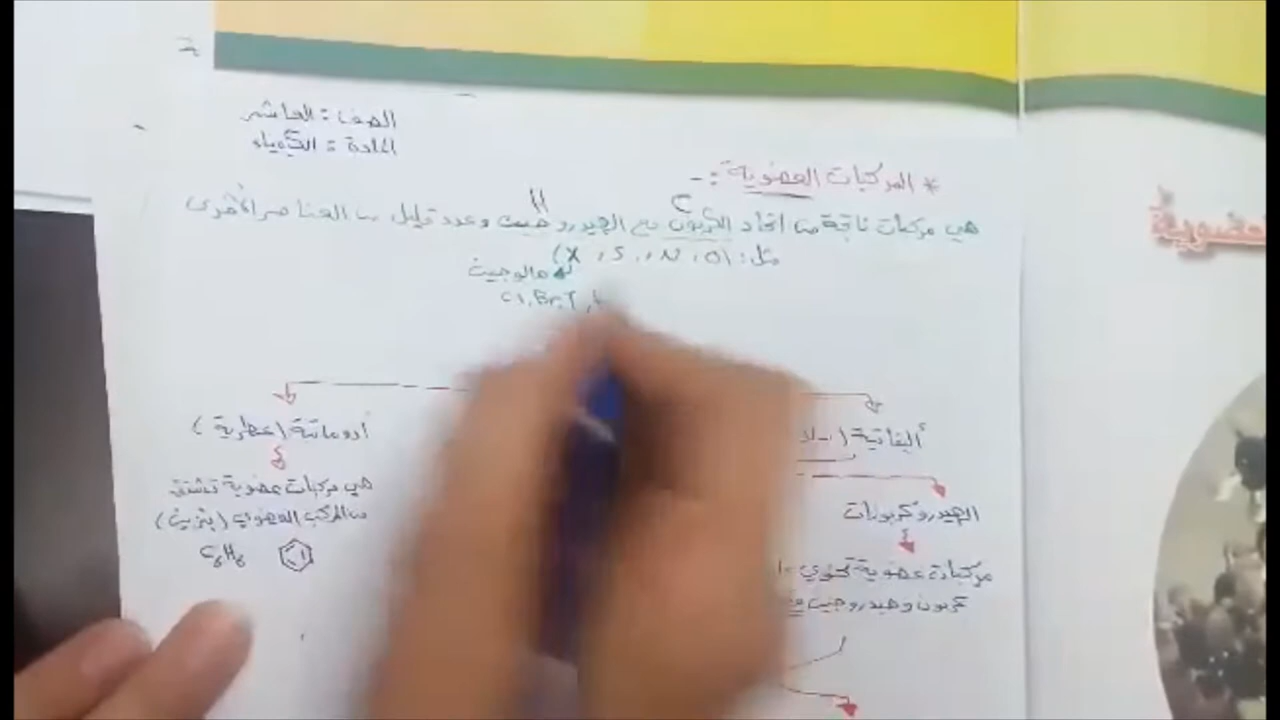 الصف : العاشر
المادة : الكيمياء
* المركبات العضوية :-
هي مركبات ناتجة من اتحاد الكربون مع الهيدروجين وعدد قليل من العناصر الأخرى
C H
مثل : (O ، N ، S ، X)
هالوجين
Cl, Br, I,
أليفاتية
أروماتية (عطرية)
الهيدروكربونات
هي مركبات عضوية تشتق
من المركب العضوي (بنزين)
C6H6
مركبات عضوية تحتوي
كربون وهيدروجين
العضوية